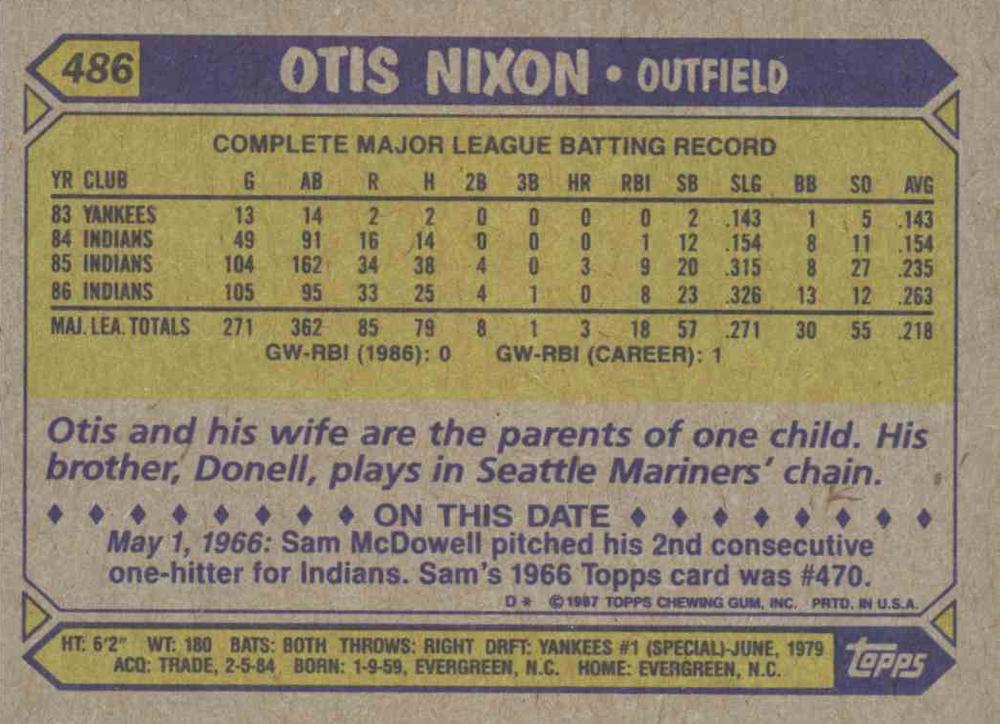 486
OTIS NIXON • OUTFIELD
COMPLETE MAJOR LEAGUE BATTING RECORD
YR CLUB G AB R H 2B 3B HR RBI SB SLG BB SO AVG
83 YANKEES 13 14 2 2 0 0 0 0 2 .143 1 5 .143
84 INDIANS 49 91 16 14 0 0 0 1 12 .154 8 11 .154
85 INDIANS 104 162 34 38 4 0 3 9 20 .315 8 27 .235
86 INDIANS 105 95 33 25 4 1 0 8 23 .326 13 12 .263
MAJ. LEA. TOTALS 271 362 85 79 8 1 3 18 57 .271 30 55 .218
GW-RBI (1986): 0 GW-RBI (CAREER): 1
Otis and his wife are the parents of one child. His
brother, Donell, plays in Seattle Mariners' chain.
♦ ♦ ♦ ♦ ♦ ♦ ♦ ♦ ON THIS DATE ♦ ♦ ♦ ♦ ♦ ♦ ♦ ♦
May 1, 1966: Sam McDowell pitched his 2nd consecutive
one-hitter for Indians. Sam's 1966 Topps card was #470.
D* © 1987 TOPPS CHEWING GUM, INC. PRTD. IN U.S.A.
HT: 6'2" WT: 180 BATS: BOTH THROWS: RIGHT DRFT: YANKEES #1 (SPECIAL)-JUNE, 1979
ACQ: TRADE, 2-5-84 BORN: 1-9-59, EVERGREEN, N.C. HOME: EVERGREEN, N.C.
topps